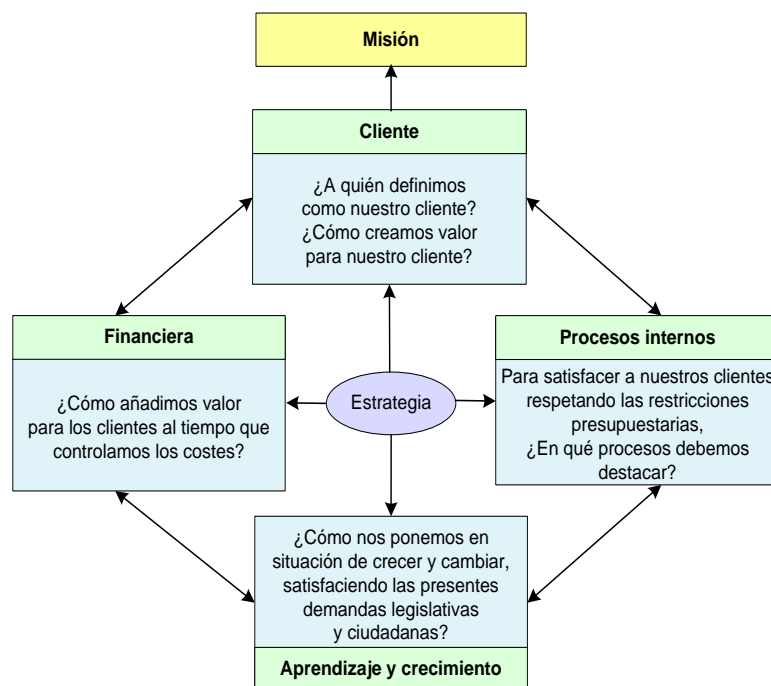 Misión
Cliente
¿A quién definimos
como nuestro cliente?
¿Cómo creamos valor
para nuestro cliente?
Financiera
¿Cómo añadimos valor
para los clientes al tiempo que
controlamos los costes?
Estrategia
Procesos internos
Para satisfacer a nuestros clientes
respetando las restricciones
presupuestarias,
¿En qué procesos debemos
destacar?
¿Cómo nos ponemos en
situación de crecer y cambiar,
satisfaciendo las presentes
demandas legislativas
y ciudadanas?
Aprendizaje y crecimiento